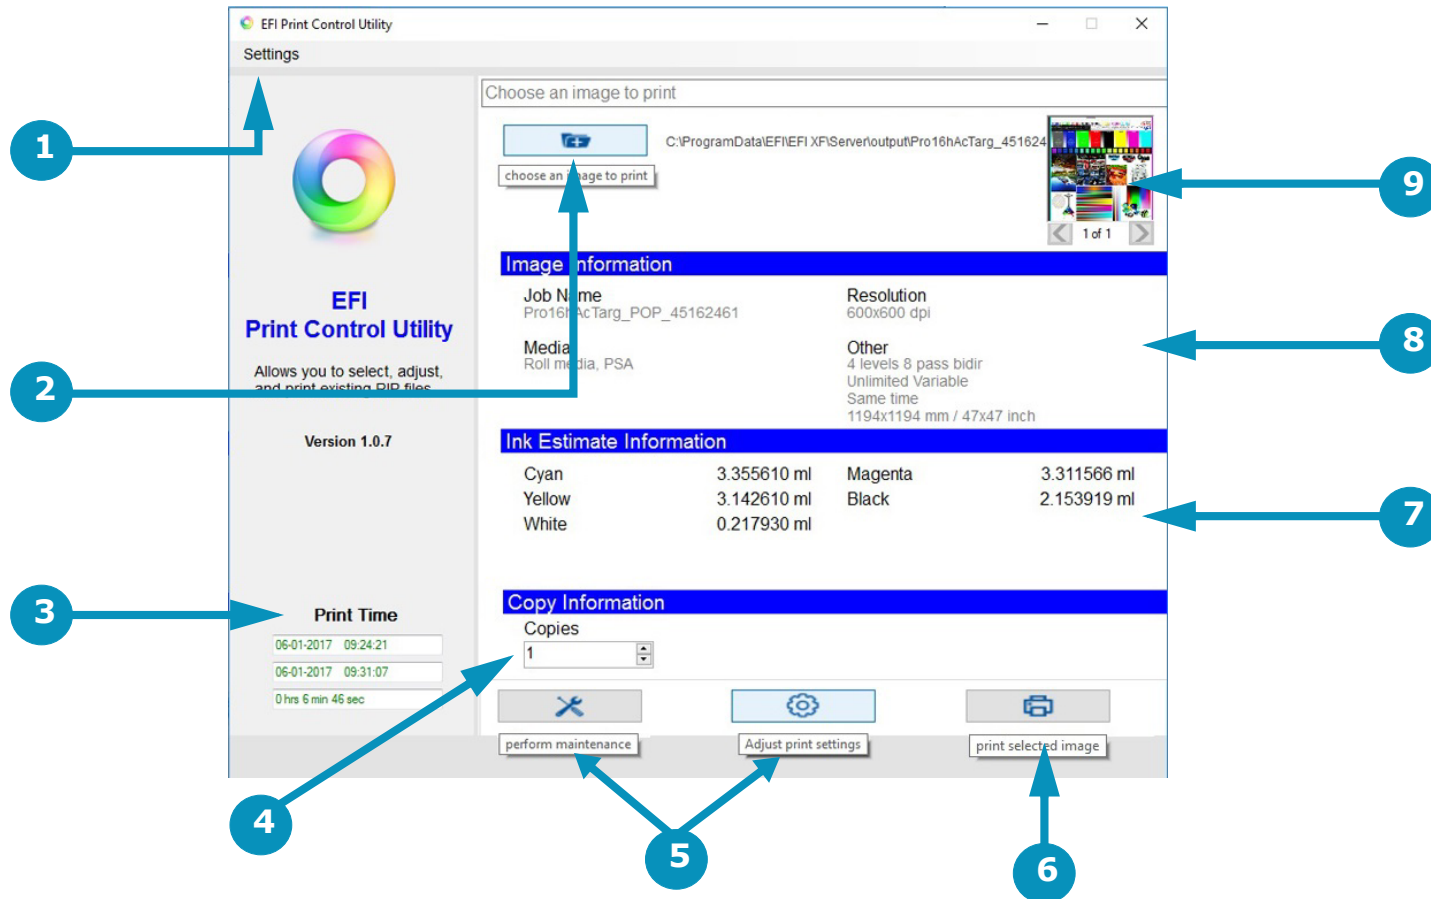 EFI Print Control Utility
Settings
1
Choose an image to print
C:\ProgramData\EFI\EFI XF\Server\output\Pro16hAcTarg_451624
choose an image to print
9
1 of 1
EFI
Print Control Utility
Allows you to select, adjust,
and print existing RIP files
Version 1.0.7
2
Image Information
Job Name
Pro16hAcTarg_POP_45162461
Resolution
600x600 dpi
Media
Roll media, PSA
Other
4 levels 8 pass bidir
Unlimited Variable
Same time
1194x1194 mm / 47x47 inch
8
Ink Estimate Information
Cyan 3.355610 ml Magenta 3.311566 ml
Yellow 3.142610 ml Black 2.153919 ml
White 0.217930 ml
7
3
Print Time
06-01-2017 09:24:21
06-01-2017 09:31:07
0 hrs 6 min 46 sec
Copy Information
Copies
1
perform maintenance
Adjust print settings
print selected image
4
5
6